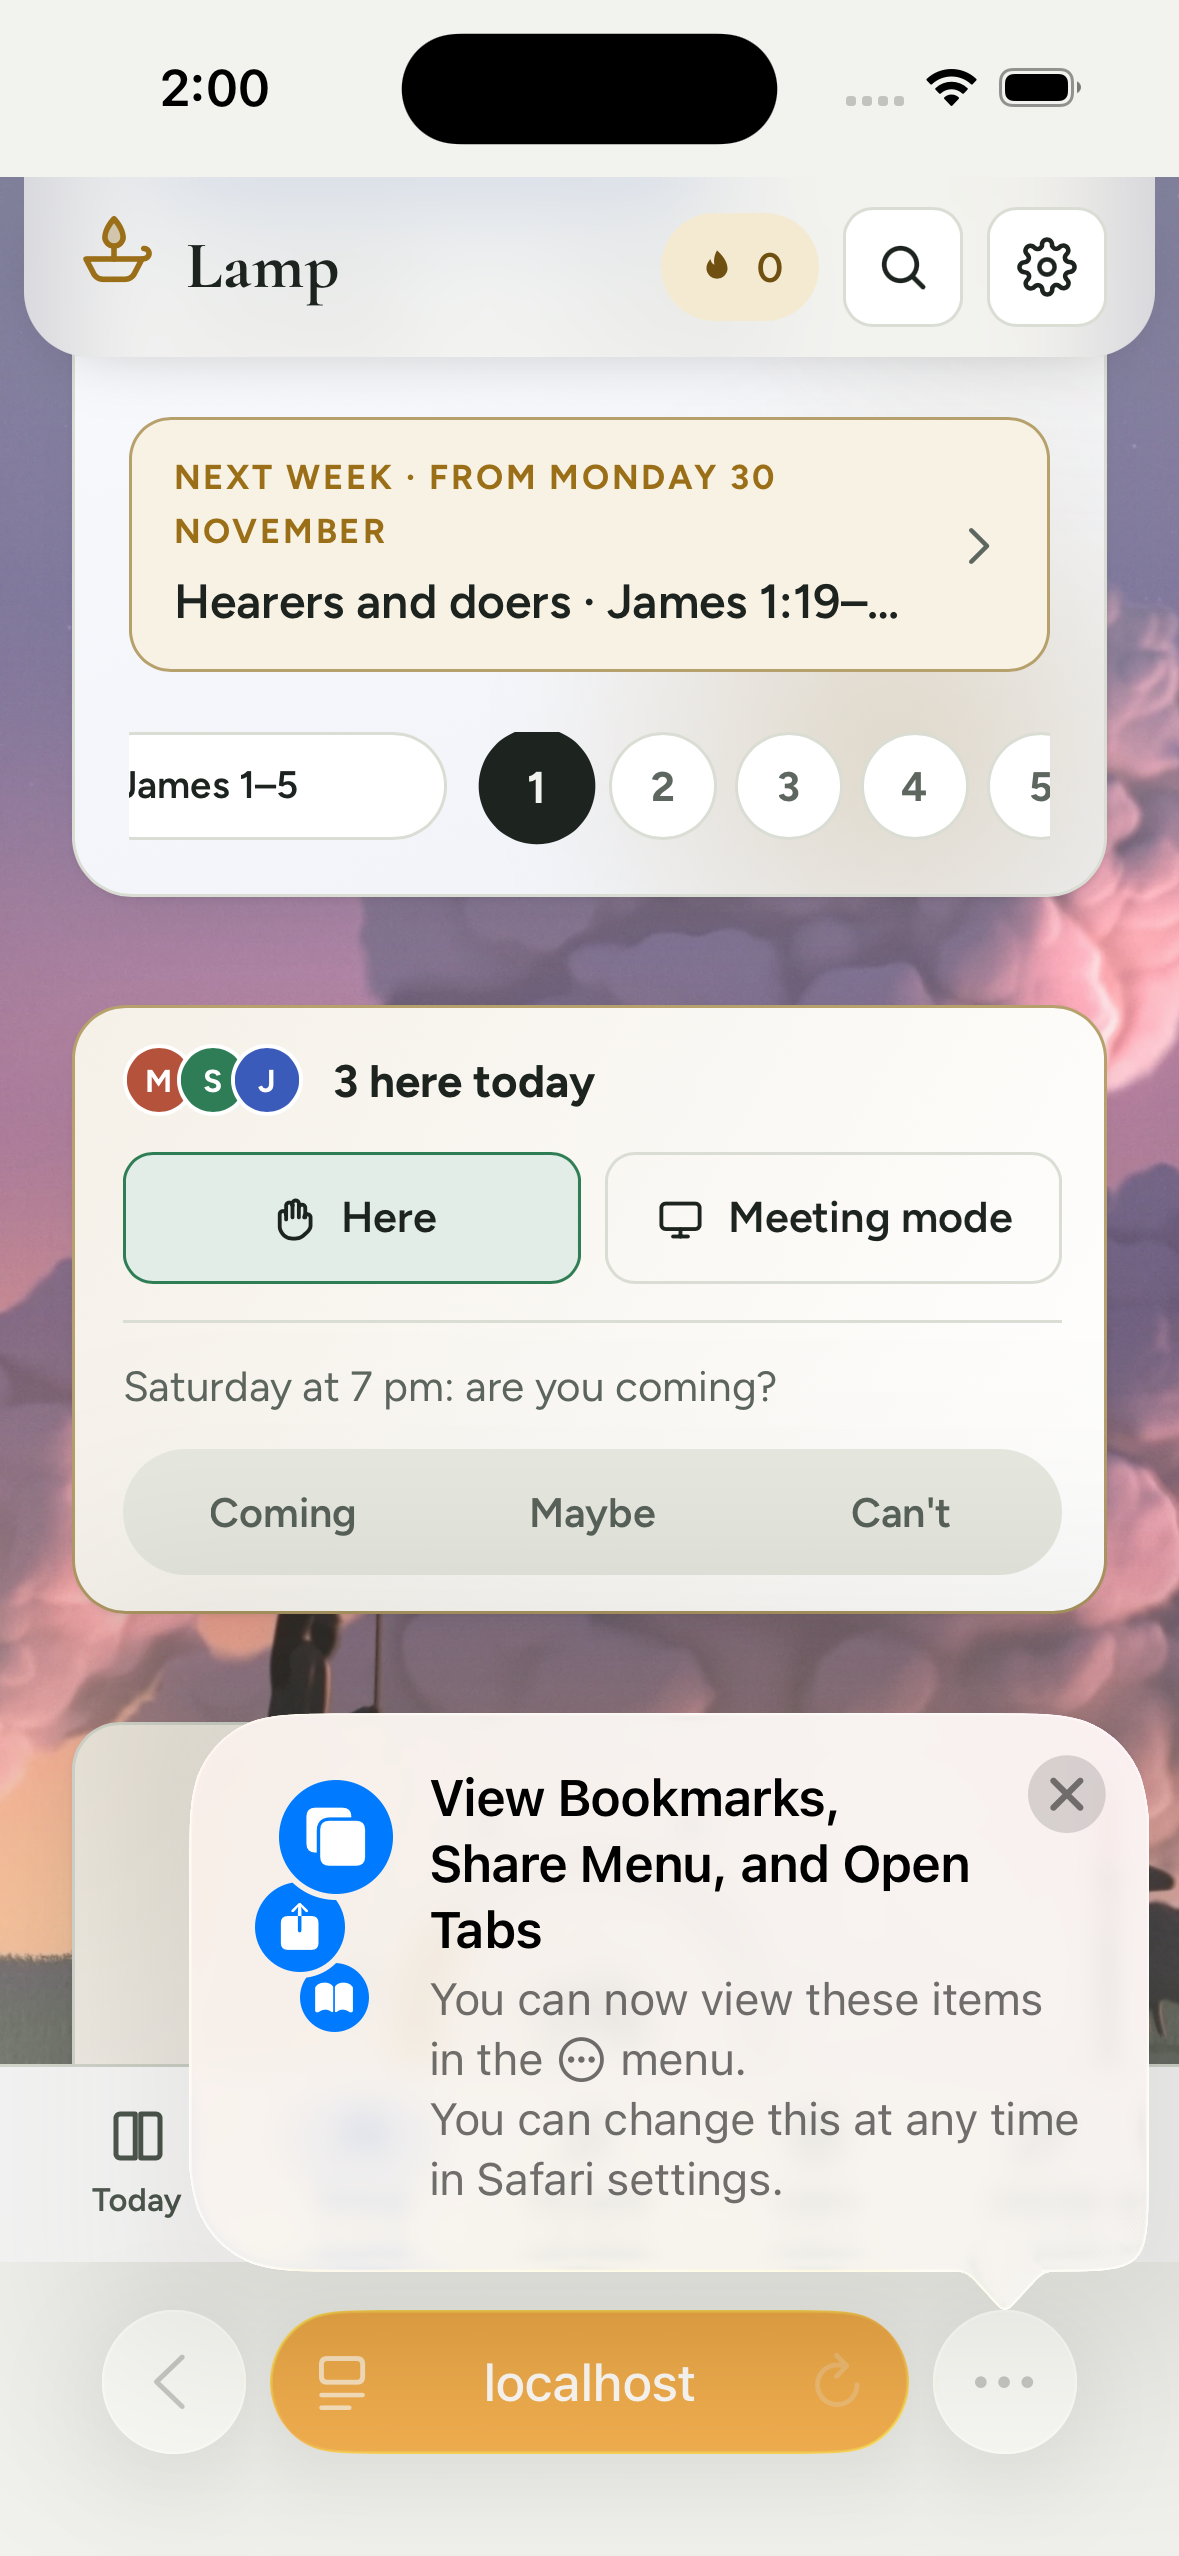 2:00
Lamp
0
NEXT WEEK · FROM MONDAY 30
NOVEMBER
Hearers and doers · James 1:19–...
James 1–5
1 2 3 4 5
M S J 3 here today
Here
Meeting mode
Saturday at 7 pm: are you coming?
Coming Maybe Can't
View Bookmarks,
Share Menu, and Open
Tabs
You can now view these items
in the menu.
You can change this at any time
in Safari settings.
Today
localhost